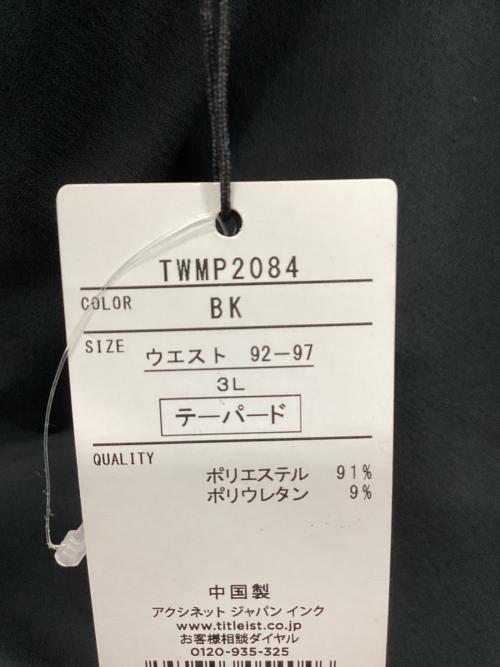 TWMP2084
COLOR BK
SIZE ウエスト 92-97
3L
テーパード
QUALITY
ポリエステル 91%
ポリウレタン 9%
中国製
アクシネット ジャパン インク
www.titleist.co.jp
お客様相談ダイヤル
0120-935-325